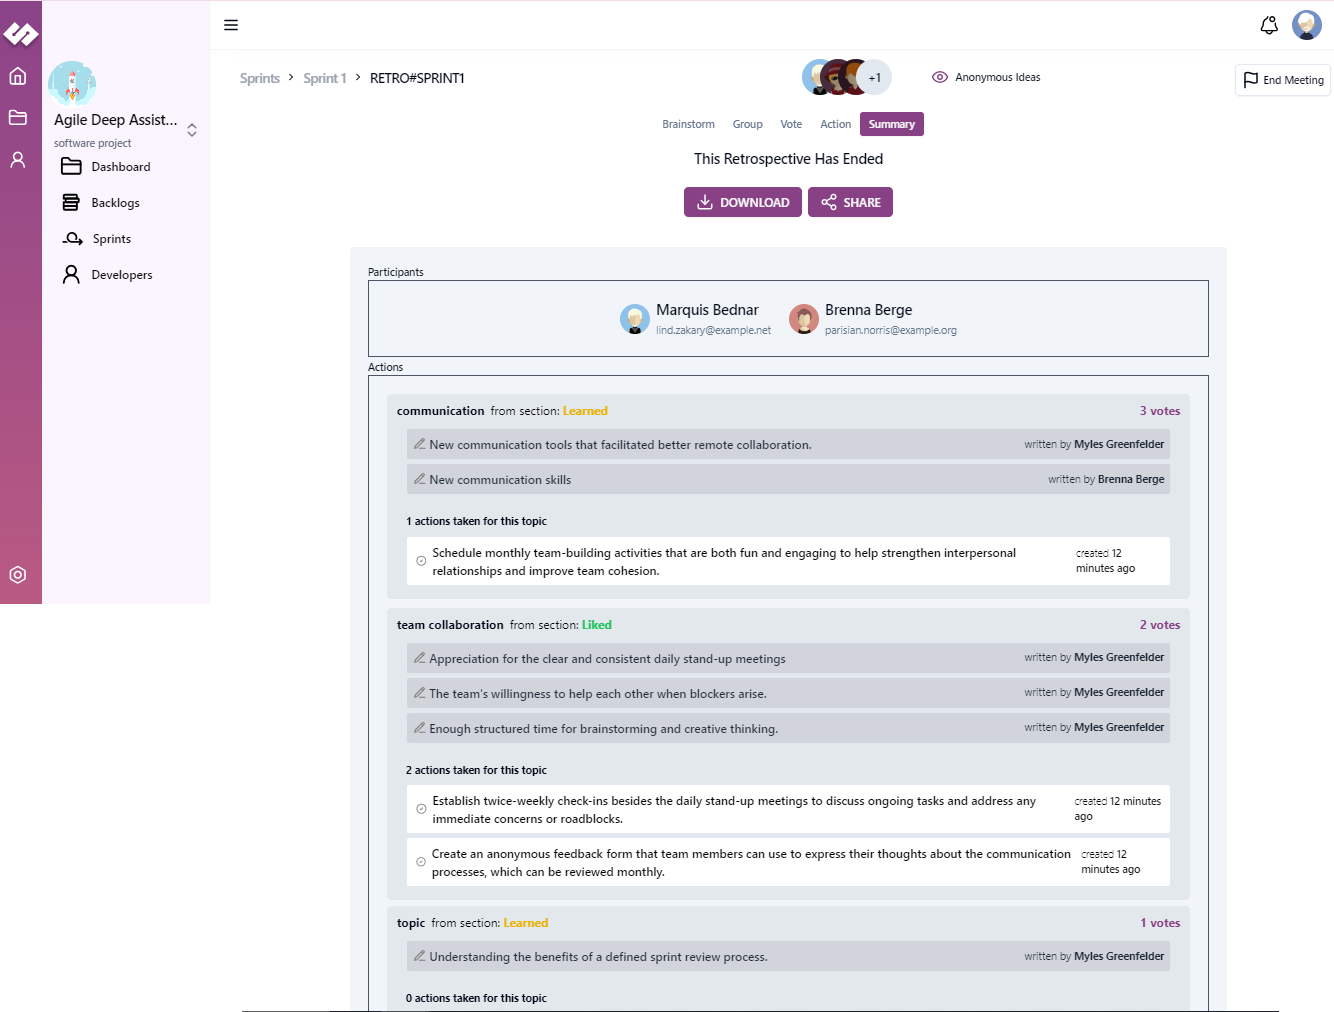 Sprints > Sprint 1 > RETRO#SPRINT1
+1
Anonymous Ideas
End Meeting
Agile Deep Assist...
software project
Dashboard
Backlogs
Sprints
Developers
Brainstorm Group Vote Action Summary
This Retrospective Has Ended
DOWNLOAD SHARE
Participants
Marquis Bednar
lind.zakary@example.net
Brenna Berge
parisian.norris@example.org
Actions
communication from section: Learned 3 votes
New communication tools that facilitated better remote collaboration. written by Myles Greenfelder
New communication skills written by Brenna Berge
1 actions taken for this topic
Schedule monthly team-building activities that are both fun and engaging to help strengthen interpersonal
relationships and improve team cohesion.
created 12
minutes ago
team collaboration from section: Liked 2 votes
Appreciation for the clear and consistent daily stand-up meetings written by Myles Greenfelder
The team's willingness to help each other when blockers arise. written by Myles Greenfelder
Enough structured time for brainstorming and creative thinking. written by Myles Greenfelder
2 actions taken for this topic
Establish twice-weekly check-ins besides the daily stand-up meetings to discuss ongoing tasks and address any
immediate concerns or roadblocks.
created 12 minutes
ago
Create an anonymous feedback form that team members can use to express their thoughts about the communication
processes, which can be reviewed monthly.
created 12
minutes ago
topic from section: Learned 1 votes
Understanding the benefits of a defined sprint review process. written by Myles Greenfelder
0 actions taken for this topic